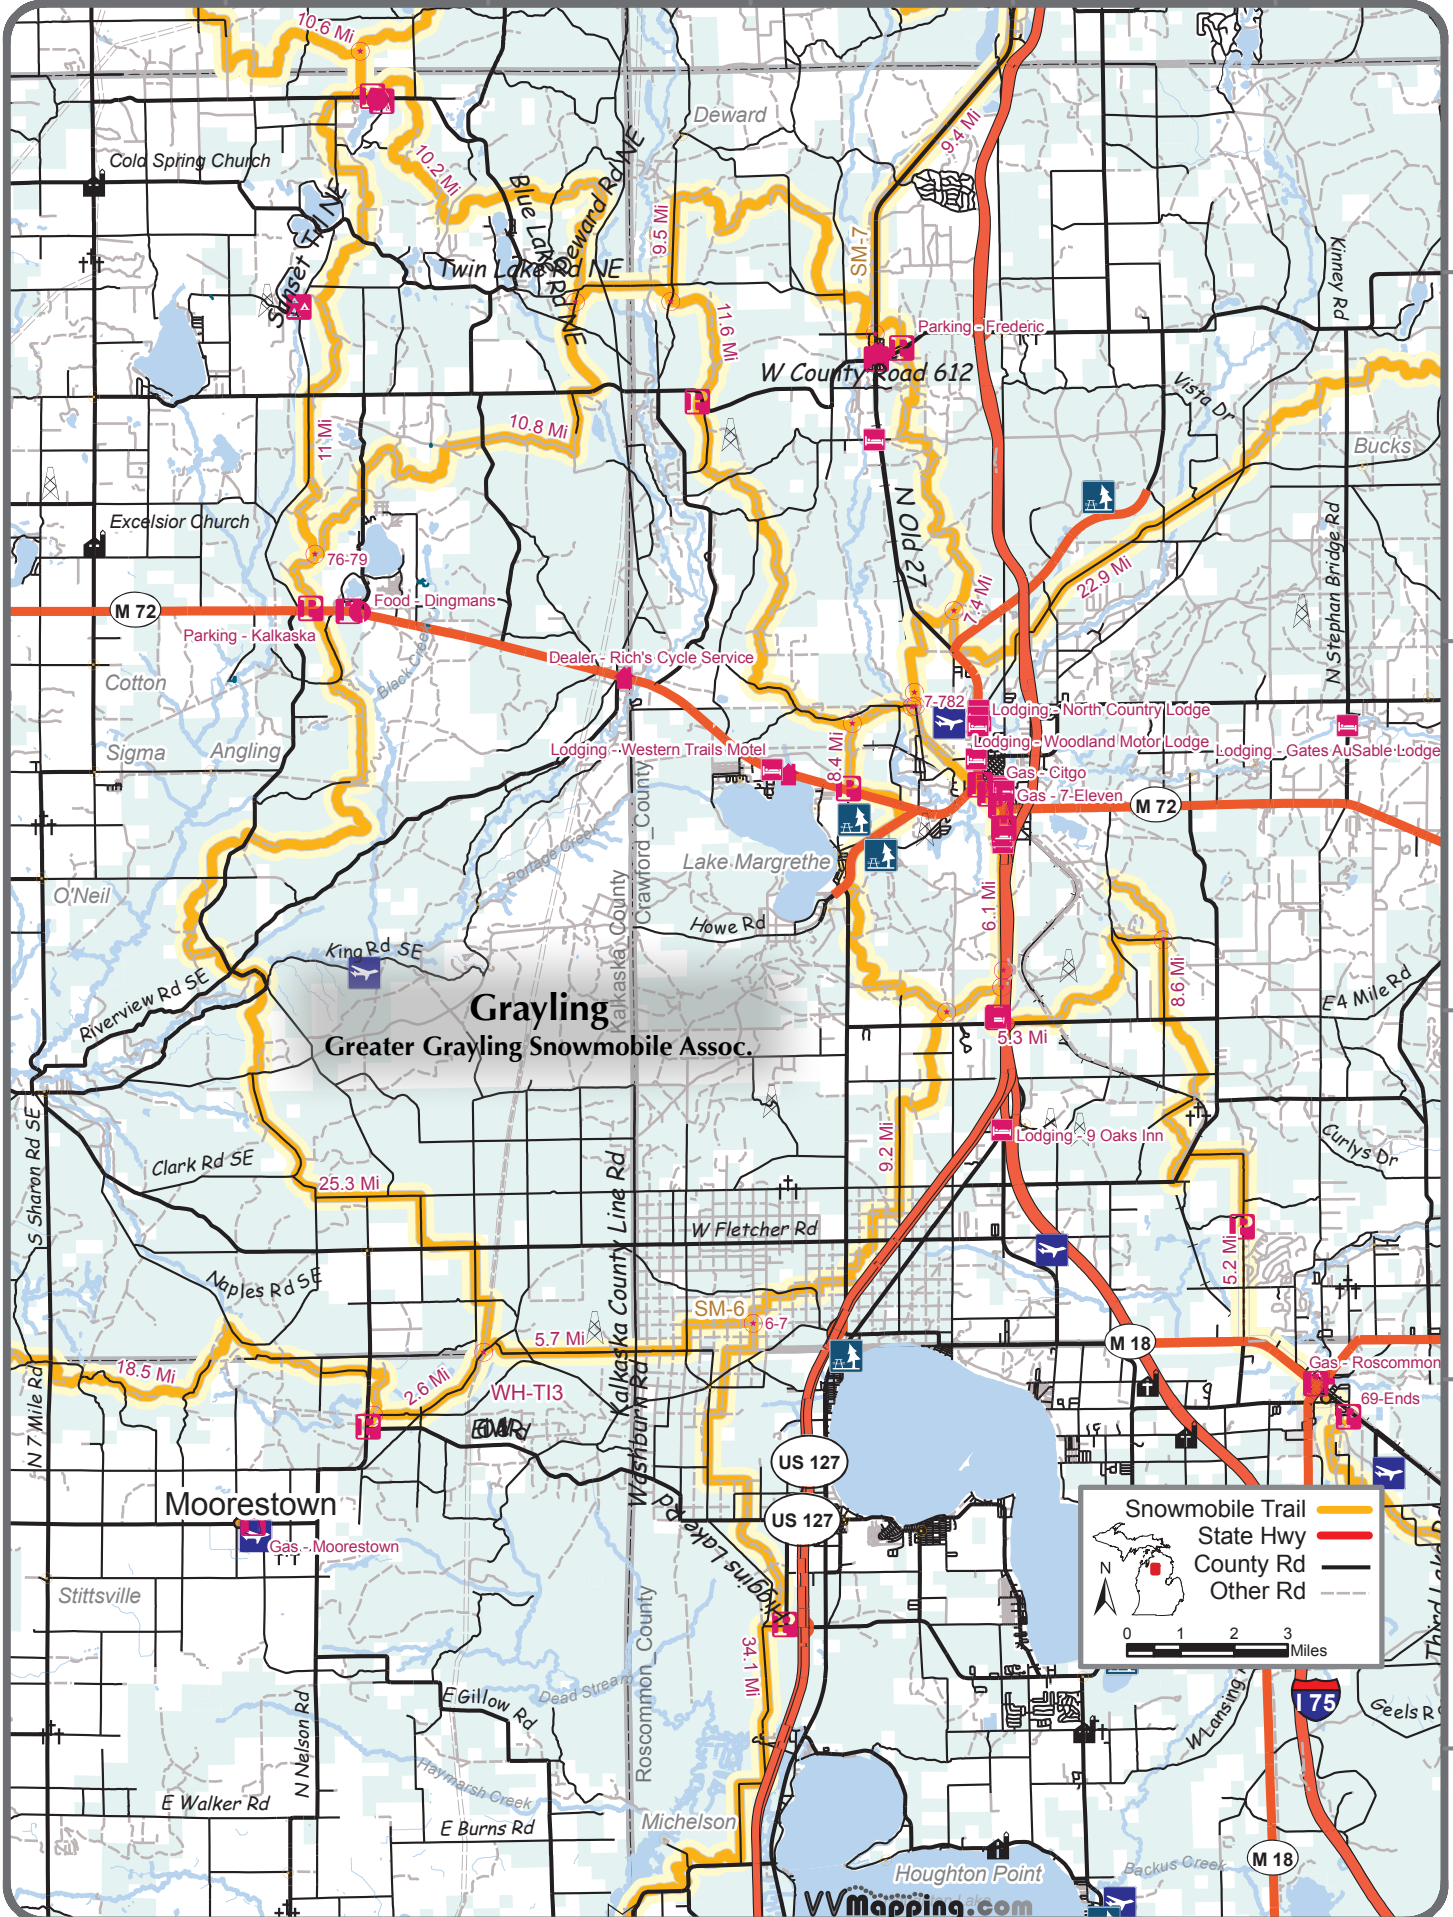 10.6 Mi
9.4 Mi
Deward
Cold Spring Church
10.2 Mi
Blue Lake Rd NE
Deward Rd NE
Sunset Trl NE
9.5 Mi
SM-7
Twin Lake Rd NE
Kinney Rd
11.6 Mi
Parking - Frederic
W County Road 612
Vista Dr
11 Mi
10.8 Mi
Bucks
N Old 27
Excelsior Church
N Stephan Bridge Rd
76-79
22.9 Mi
7.4 Mi
M 72
Food - Dingmans
Parking - Kalkaska
Black Creek
Dealer - Rich's Cycle Service
Cotton
7-782
Lodging - North Country Lodge
Sigma
Angling
Lodging - Western Trails Motel
8.4 Mi
Lodging - Woodland Motor Lodge
Lodging - Gates AuSable Lodge
Gas - Citgo
Gas - 7-Eleven
M 72
Kalkaska_County
Crawford_County
Portage Creek
Lake Margrethe
O'Neil
6.1 Mi
Howe Rd
King Rd SE
8.6 Mi
Riverview Rd SE
E 4 Mile Rd
Grayling
Greater Grayling Snowmobile Assoc.
5.3 Mi
S Sharon Rd SE
9.2 Mi
Lodging - 9 Oaks Inn
Curlys Dr
Clark Rd SE
25.3 Mi
Kalkaska County Line Rd
W Fletcher Rd
5.2 Mi
Naples Rd SE
SM-6
6-7
5.7 Mi
M 18
Gas - Roscommon
18.5 Mi
2.6 Mi
WH-TI3
69-Ends
N 7 Mile Rd
Washburn Rd
US 127
Higgins Lake Rd
US 127
Moorestown
Gas - Moorestown
Snowmobile Trail
State Hwy
County Rd
Other Rd
N
0 1 2 3
Miles
Stittsville
Roscommon_County
34.1 Mi
Dead Stream
E Gillow Rd
N Nelson Rd
W Lansing
I 75
Geels R
Haymarsh Creek
E Walker Rd
E Burns Rd
Michelson
Houghton Point
Backus Creek
M 18
VVMapping.com